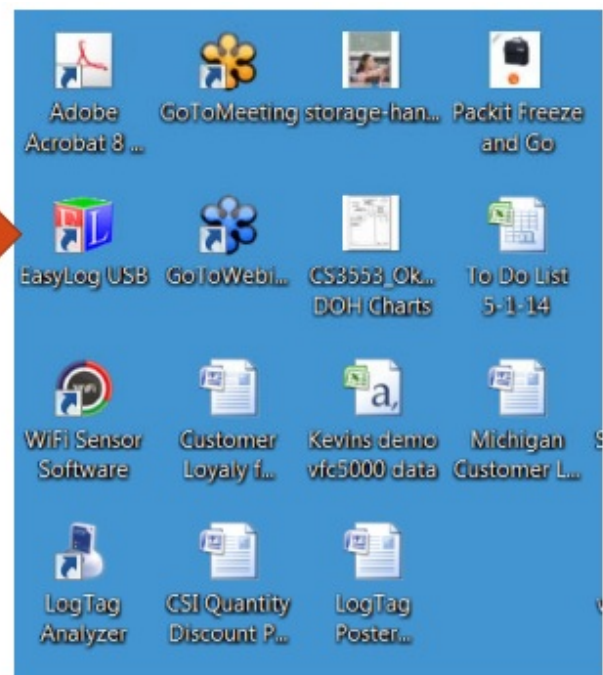 Adobe
Acrobat 8 ...
GoToMeeting
storage-han...
Packit Freeze
and Go
EasyLog USB
GoToWebi...
CS3553_Ok...
DOH Charts
To Do List
5-1-14
WiFi Sensor
Software
Customer
Loyaly f...
Kevins demo
vfc5000 data
Michigan
Customer L...
LogTag
Analyzer
CSI Quantity
Discount P...
LogTag
Poster...